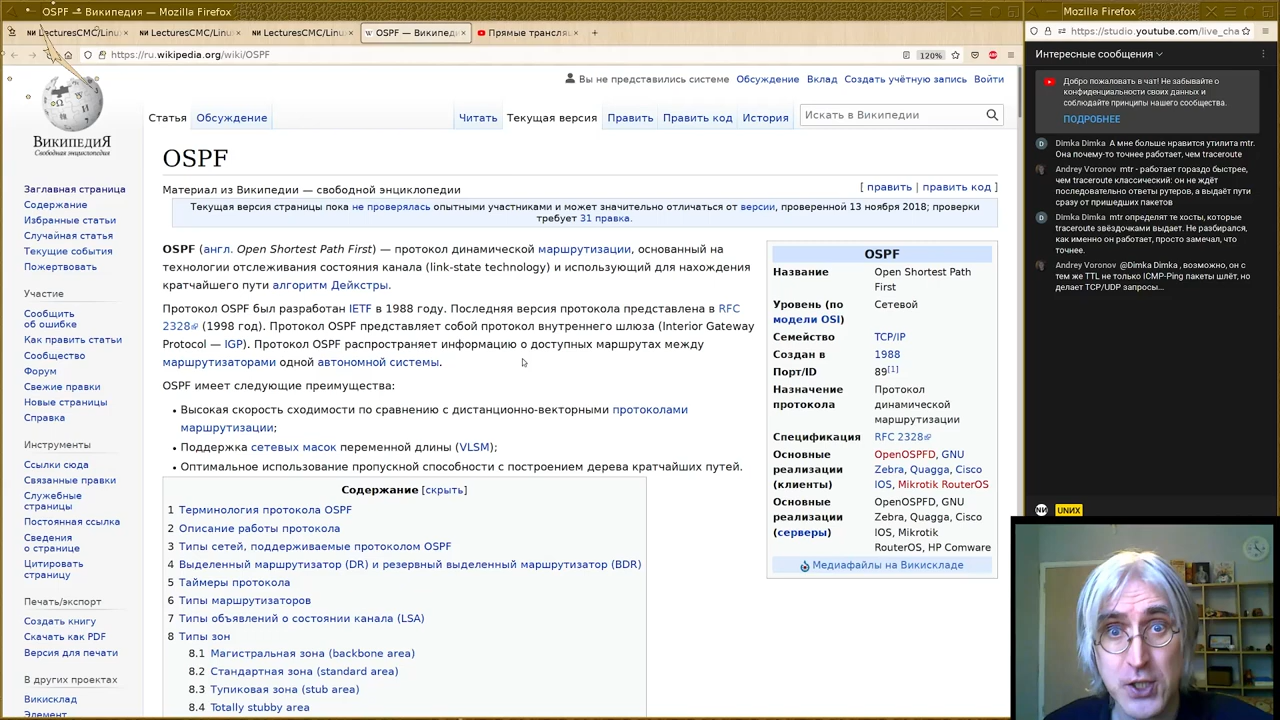 OSPF — Википедия — Mozilla Firefox
LecturesCMC/Linux
LecturesCMC/Linu
LecturesCMC/Linu
OSPF — Википеди
Прямые трансляц
https://ru.wikipedia.org/wiki/OSPF
120%
Вы не представились системе
Обсуждение
Вклад
Создать учётную запись
Войти
Статья
Обсуждение
Читать
Текущая версия
Править
Править код
История
Искать в Википедии
ВИКИПЕДИЯ
Свободная энциклопедия
Заглавная страница
Содержание
Избранные статьи
Случайная статья
Текущие события
Пожертвовать
Участие
Сообщить
об ошибке
Как править статьи
Сообщество
Форум
Свежие правки
Новые страницы
Справка
Инструменты
Ссылки сюда
Связанные правки
Служебные
страницы
Постоянная ссылка
Сведения
о странице
Цитировать
страницу
Печать/экспорт
Создать книгу
Скачать как PDF
Версия для печати
В других проектах
Викисклад
Элемент
OSPF
Материал из Википедии — свободной энциклопедии
[ править | править код ]
Текущая версия страницы пока не проверялась опытными участниками и может значительно отличаться от версии, проверенной 13 ноября 2018; проверки
требует 31 правка.
OSPF (англ. Open Shortest Path First) — протокол динамической маршрутизации, основанный на
технологии отслеживания состояния канала (link-state technology) и использующий для нахождения
кратчайшего пути алгоритм Дейкстры.
Протокол OSPF был разработан IETF в 1988 году. Последняя версия протокола представлена в RFC
2328 (1998 год). Протокол OSPF представляет собой протокол внутреннего шлюза (Interior Gateway
Protocol — IGP). Протокол OSPF распространяет информацию о доступных маршрутах между
маршрутизаторами одной автономной системы.
OSPF имеет следующие преимущества:
• Высокая скорость сходимости по сравнению с дистанционно-векторными протоколами
маршрутизации;
• Поддержка сетевых масок переменной длины (VLSM);
• Оптимальное использование пропускной способности с построением дерева кратчайших путей.
Содержание [скрыть]
1 Терминология протокола OSPF
2 Описание работы протокола
3 Типы сетей, поддерживаемые протоколом OSPF
4 Выделенный маршрутизатор (DR) и резервный выделенный маршрутизатор (BDR)
5 Таймеры протокола
6 Типы маршрутизаторов
7 Типы объявлений о состоянии канала (LSA)
8 Типы зон
8.1 Магистральная зона (backbone area)
8.2 Стандартная зона (standard area)
8.3 Тупиковая зона (stub area)
8.4 Totally stubby area
OSPF
Название Open Shortest Path
First
Уровень (по Сетевой
модели OSI)
Семейство TCP/IP
Создан в 1988
Порт/ID 89[1]
Назначение Протокол
протокола динамической
маршрутизации
Спецификация RFC 2328
Основные OpenOSPFD, GNU
реализации Zebra, Quagga, Cisco
(клиенты) IOS, Mikrotik RouterOS
Основные OpenOSPFD, GNU
реализации Zebra, Quagga, Cisco
(серверы) IOS, Mikrotik
RouterOS, HP Comware
Медиафайлы на Викискладе
Mozilla Firefox
https://studio.youtube.com/live_cha
Интересные сообщения
Добро пожаловать в чат! Не забывайте о
конфиденциальности своих данных и
соблюдайте принципы нашего сообщества.
ПОДРОБНЕЕ
D
Dimka Dimka А мне больше нравится утилита mtr.
Она почему-то точнее работает, чем traceroute
Andrey Voronov mtr - работает гораздо быстрее,
чем traceroute классический: он не ждёт
последовательно ответы рутеров, а выдаёт пути
сразу от пришедших пакетов
D
Dimka Dimka mtr определят те хосты, которые
traceroute звёздочками выдает. Не разбирался,
как именно он работает, просто замечал, что
точнее.
Andrey Voronov @Dimka Dimka , возможно, он с
тем же TTL не только ICMP-Ping пакеты шлёт, но
делает TCP/UDP запросы...
UNИX